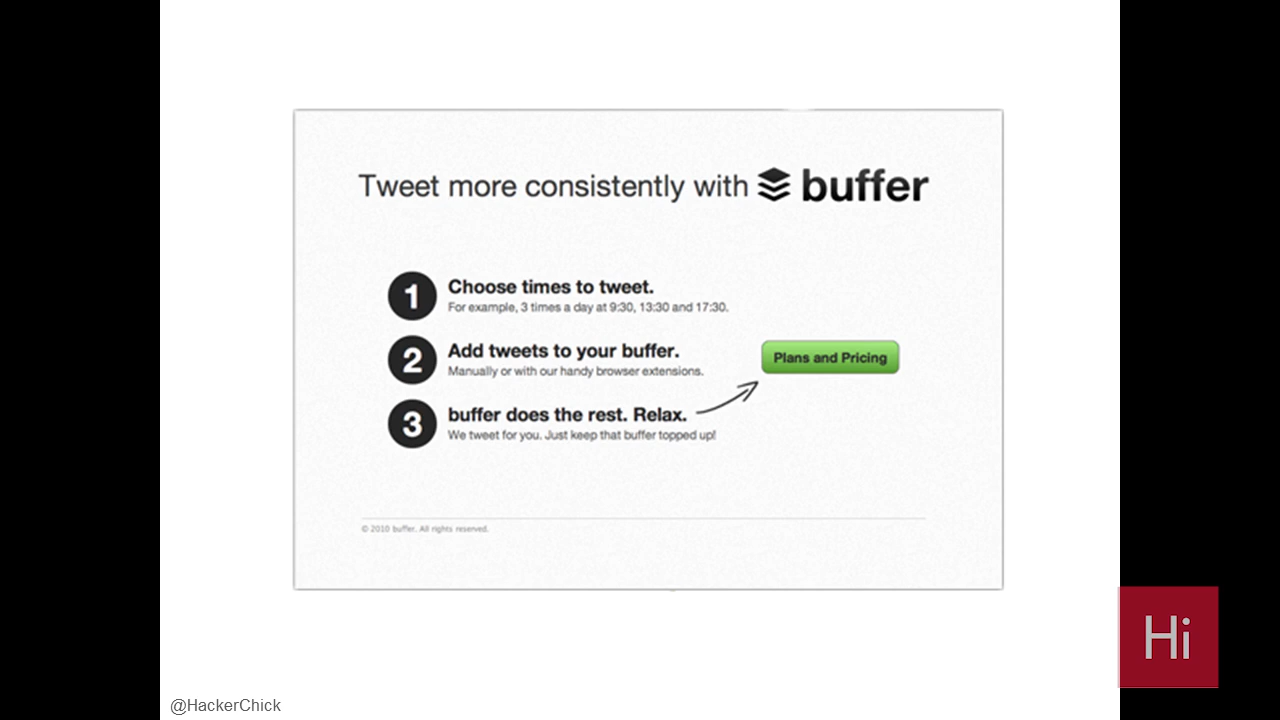 Tweet more consistently with buffer
1 Choose times to tweet.
For example, 3 times a day at 9:30, 13:30 and 17:30.
2 Add tweets to your buffer.
Manually or with our handy browser extensions.
Plans and Pricing
3 buffer does the rest. Relax.
We tweet for you. Just keep that buffer topped up!
© 2010 buffer. All rights reserved.
Hi
@HackerChick